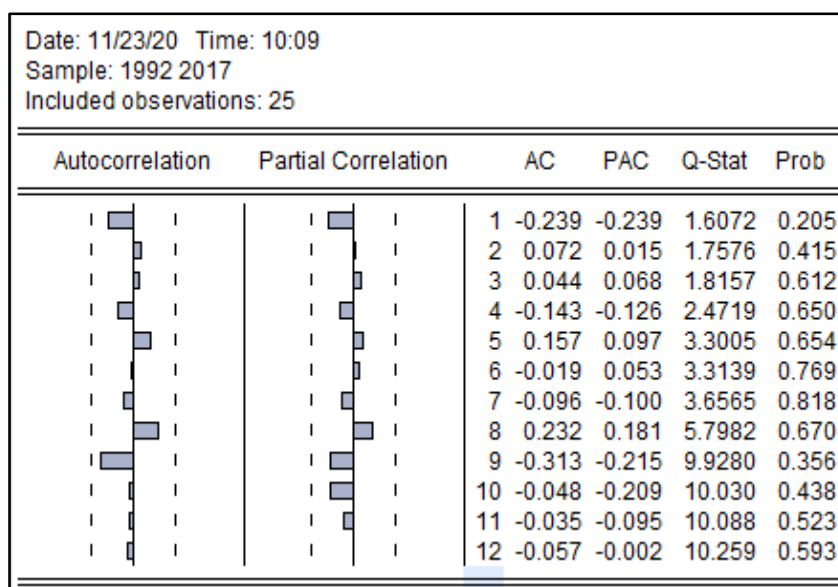 Date: 11/23/20 Time: 10:09
Sample: 1992 2017
Included observations: 25
Autocorrelation Partial Correlation AC PAC Q-Stat Prob
1 -0.239 -0.239 1.6072 0.205
2 0.072 0.015 1.7576 0.415
3 0.044 0.068 1.8157 0.612
4 -0.143 -0.126 2.4719 0.650
5 0.157 0.097 3.3005 0.654
6 -0.019 0.053 3.3139 0.769
7 -0.096 -0.100 3.6565 0.818
8 0.232 0.181 5.7982 0.670
9 -0.313 -0.215 9.9280 0.356
10 -0.048 -0.209 10.030 0.438
11 -0.035 -0.095 10.088 0.523
12 -0.057 -0.002 10.259 0.593